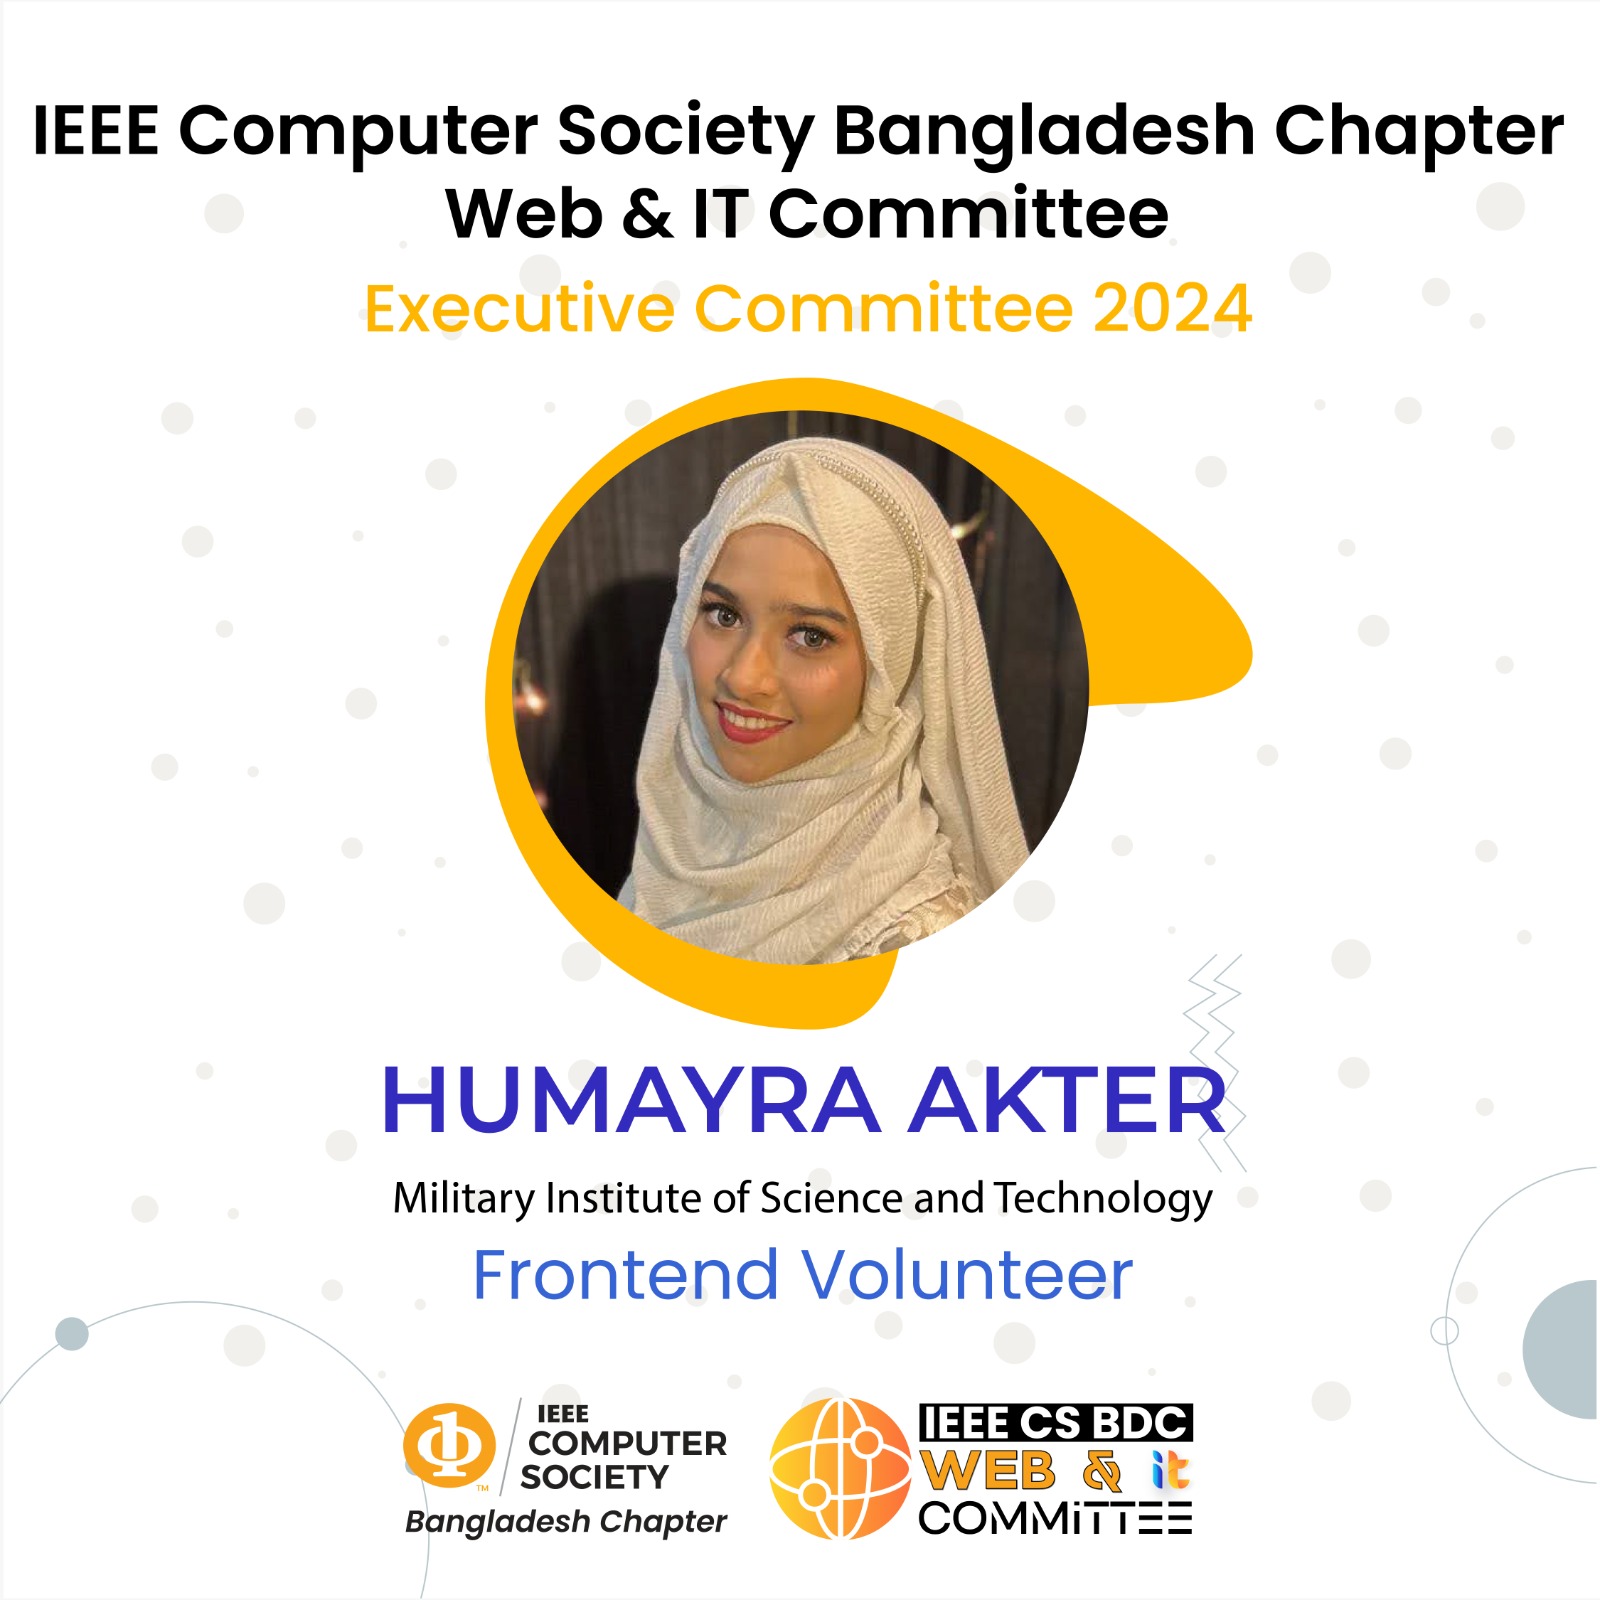 IEEE Computer Society Bangladesh Chapter
Web & IT Committee
Executive Committee 2024
HUMAYRA AKTER
Military Institute of Science and Technology
Frontend Volunteer
IEEE
COMPUTER
SOCIETY
TM
Bangladesh Chapter
IEEE CS BDC
WEB & it
COMMiTTEE